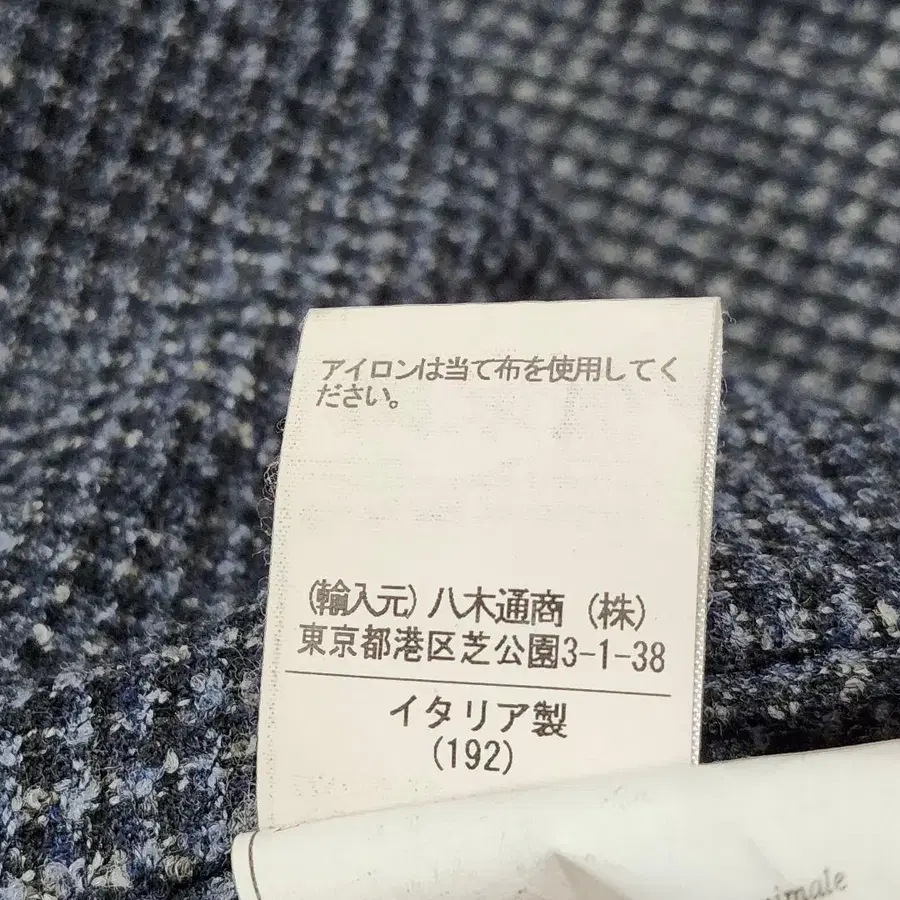 アイロンは当て布を使用してく
ださい。
(輸入元)八木通商(株)
東京都港区芝公園3-1-38
イタリア製
(192)